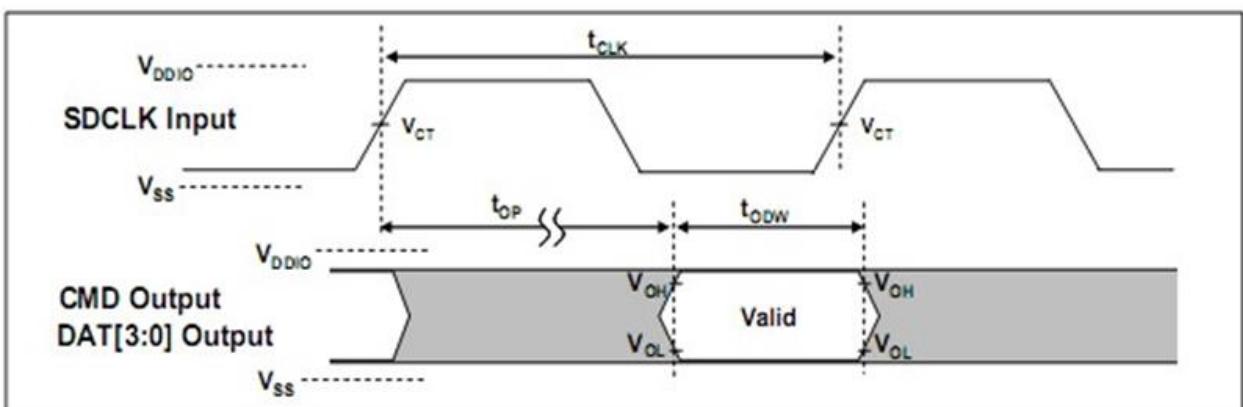 tCLK
VDDIO
SDCLK Input
VCT VCT
VSS
tOP tODW
VDDIO
VOH VOH
CMD Output
DAT[3:0] Output
Valid
VOL VOL
VSS